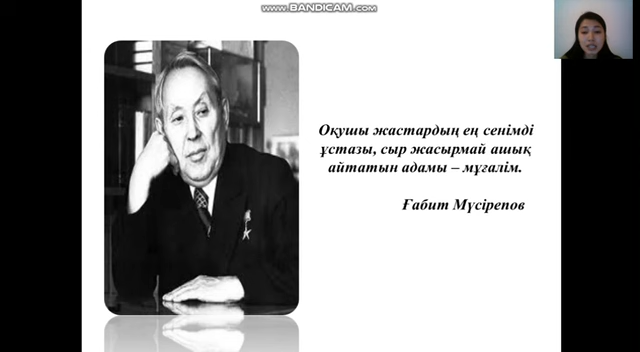 www.BANDICAM.com
Оқушы жастардың ең сенімді
ұстазы, сыр жасырмай ашық
айтатын адамы – мұғалім.
Ғабит Мүсірепов